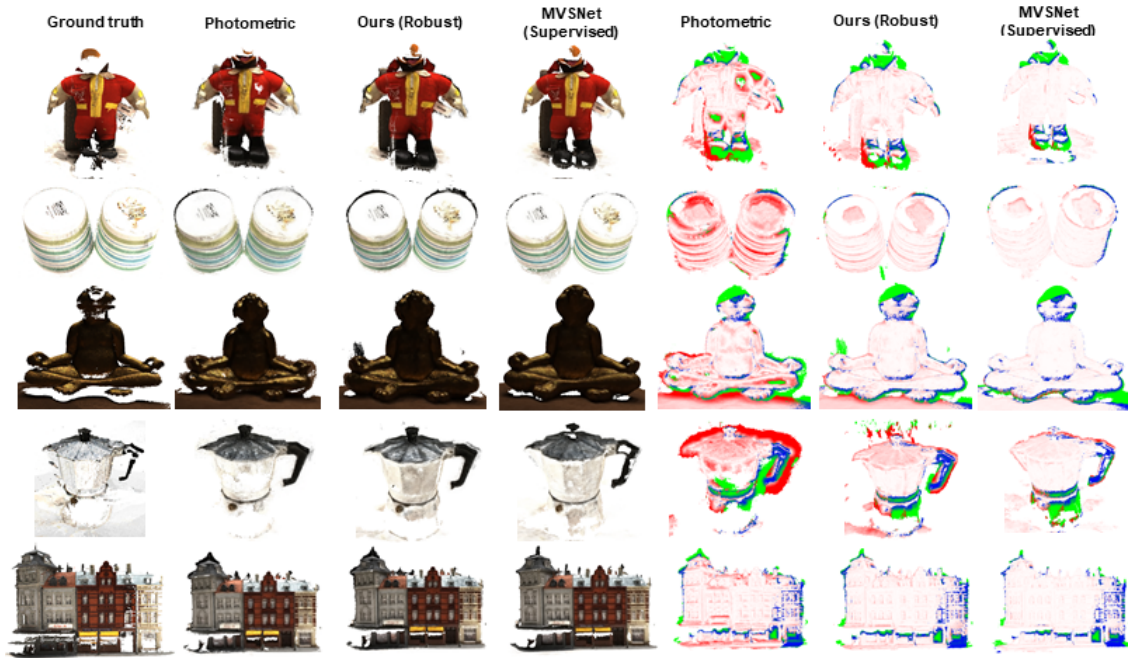 Ground truth
Photometric
Ours (Robust)
MVSNet
(Supervised)
Photometric
Ours (Robust)
MVSNet
(Supervised)